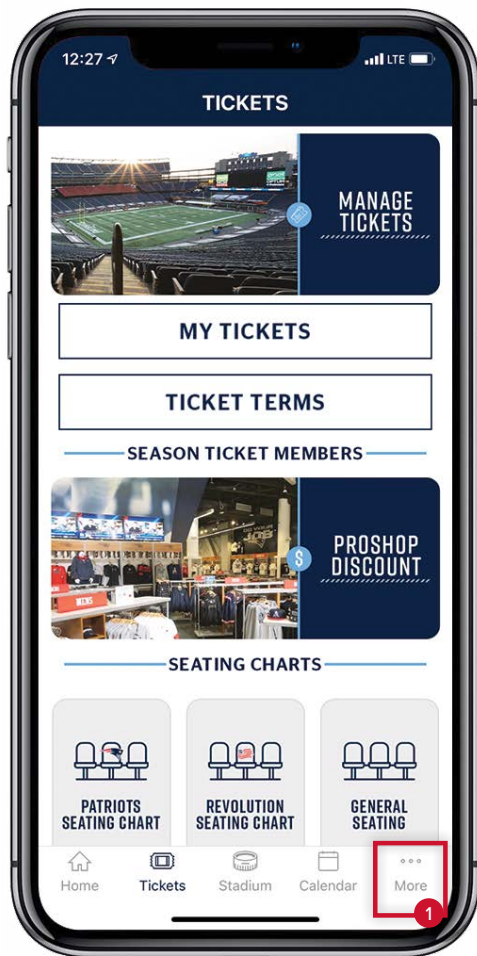 12:27
LTE
TICKETS
MANAGE
TICKETS
MY TICKETS
TICKET TERMS
SEASON TICKET MEMBERS
MENS
$
PROSHOP
DISCOUNT
SEATING CHARTS
PATRIOTS
SEATING CHART
REVOLUTION
SEATING CHART
GENERAL
SEATING
Home
Tickets
Stadium
Calendar
More
1